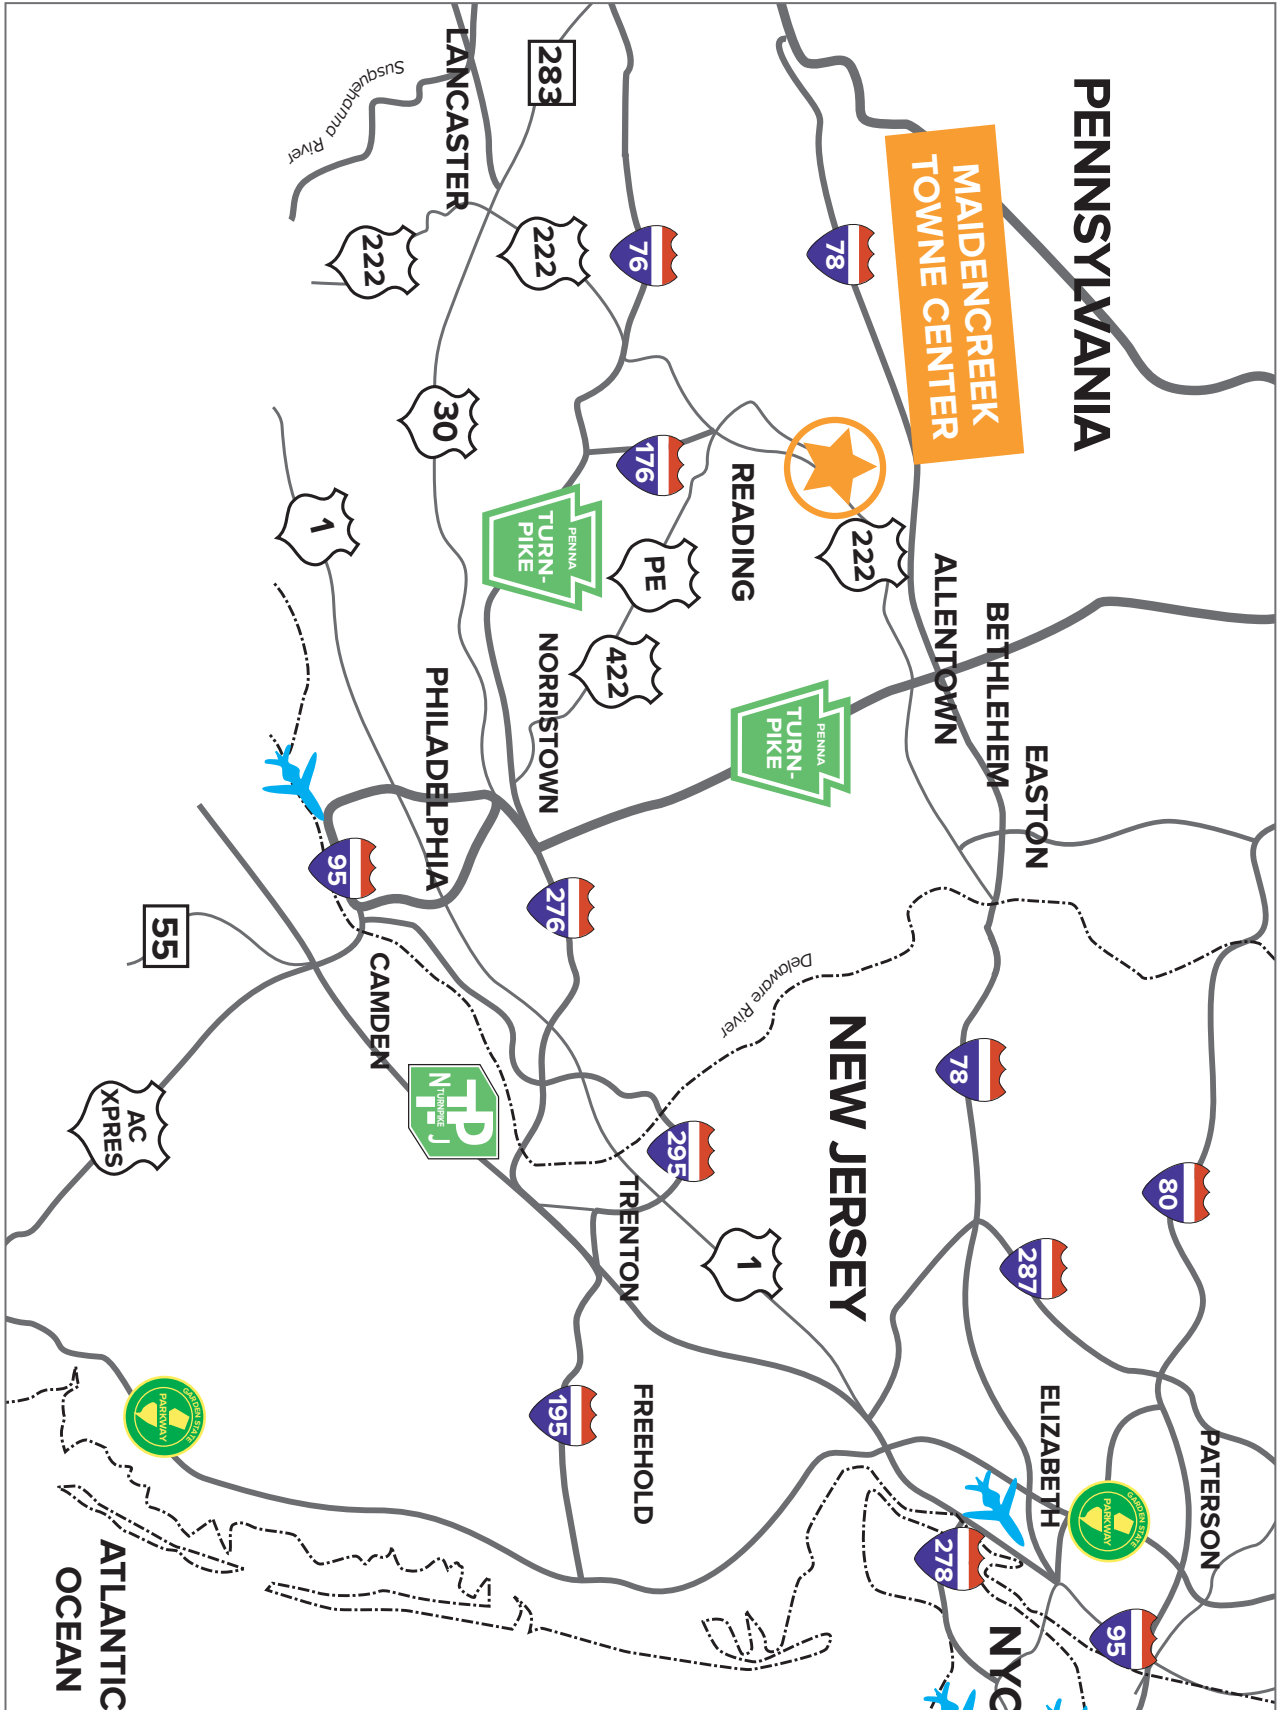 PENNSYLVANIA
MAIDENCREEK
TOWNE CENTER
78
76
283
LANCASTER
Susquehanna River
222
222
30
1
176
READING
222
PENNA
TURN-
PIKE
PE
422
ALLENTOWN
BETHLEHEM
EASTON
NORRISTOWN
PENNA
TURN-
PIKE
PHILADELPHIA
95
276
55
CAMDEN
Delaware River
NEW JERSEY
78
80
287
295
TRENTON
1
N
TURNPIKE
J
TP
AC
XPRES
195
FREEHOLD
ELIZABETH
PATERSON
GARDEN STATE
PARKWAY
GARDEN STATE
PARKWAY
278
95
NYC
ATLANTIC
OCEAN